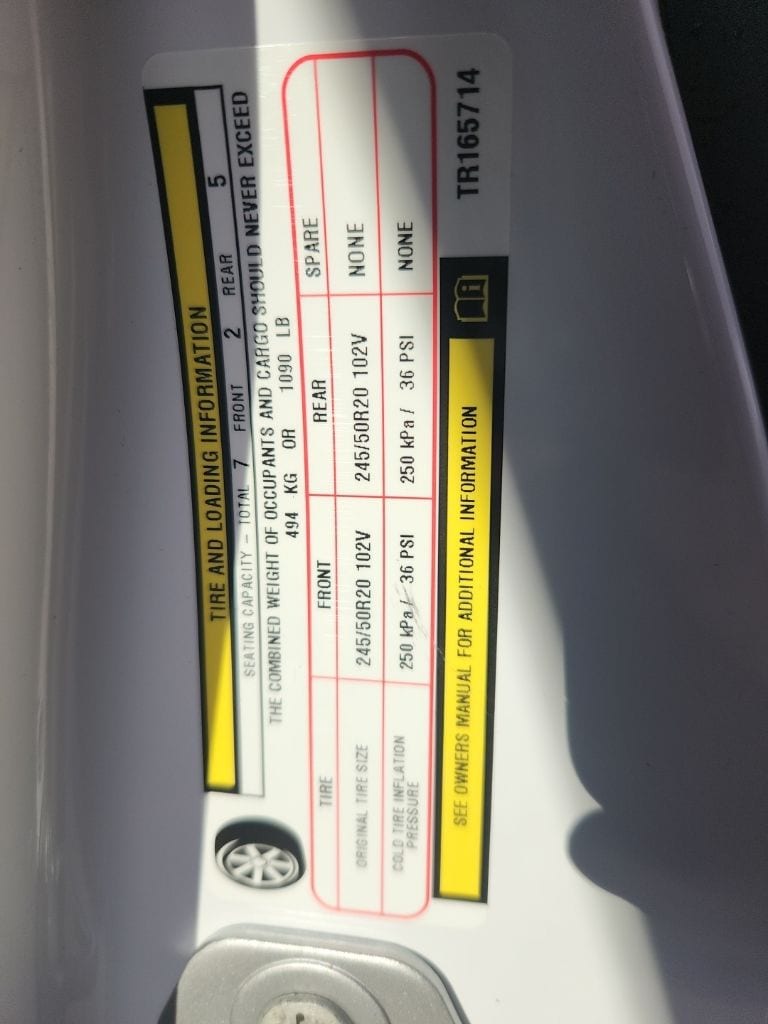 TIRE AND LOADING INFORMATION
SEATING CAPACITY – TOTAL 7 FRONT 2 REAR 5
THE COMBINED WEIGHT OF OCCUPANTS AND CARGO SHOULD NEVER EXCEED
494 KG OR 1090 LB
TIRE FRONT REAR SPARE
ORIGINAL TIRE SIZE 245/50R20 102V 245/50R20 102V NONE
COLD TIRE INFLATION PRESSURE 250 kPa / 36 PSI 250 kPa / 36 PSI NONE
SEE OWNERS MANUAL FOR ADDITIONAL INFORMATION
TR165714